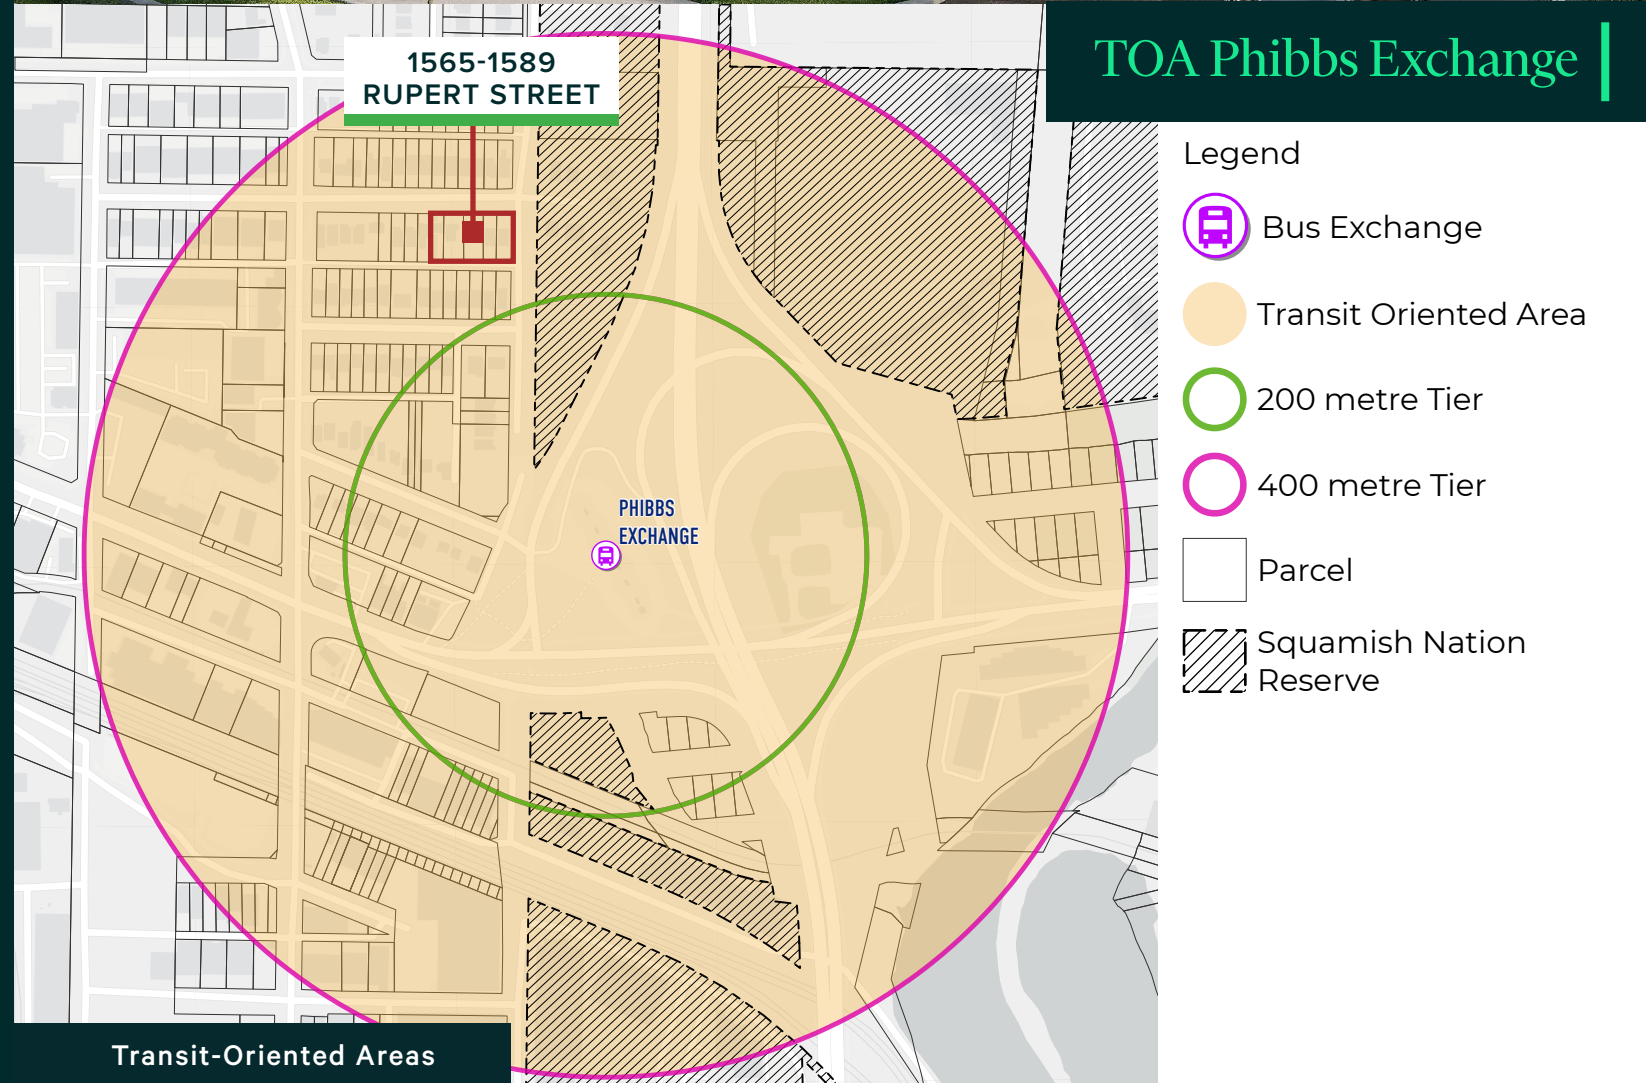 1565-1589
RUPERT STREET
TOA Phibbs Exchange
Legend
Bus Exchange
Transit Oriented Area
200 metre Tier
400 metre Tier
Parcel
Squamish Nation
Reserve
PHIBBS
EXCHANGE
Transit-Oriented Areas